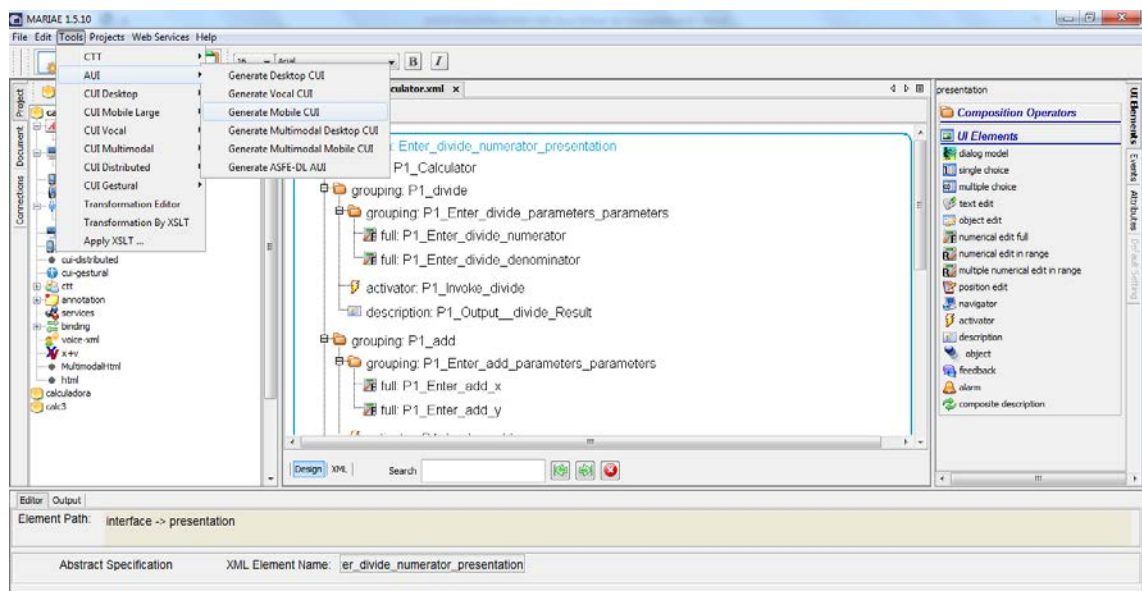 MARIAE 1.5.10
File Edit Tools Projects Web Services Help
CTT
AUI
CUI Desktop
CUI Mobile Large
CUI Vocal
CUI Multimodal
CUI Distributed
CUI Gestural
Transformation Editor
Transformation By XSLT
Apply XSLT ...
Generate Desktop CUI
Generate Vocal CUI
Generate Mobile CUI
Generate Multimodal Desktop CUI
Generate Multimodal Mobile CUI
Generate ASFE-DL AUI
16 Arial B I
Project
Document
Connections
cui-distributed
cui-gestural
ctt
annotation
services
binding
voice-xml
x+v
MultimodalHtml
html
calculadora
calc3
culator.xml x
: Enter_divide_numerator_presentation
P1_Calculator
grouping: P1_divide
grouping: P1_Enter_divide_parameters_parameters
full: P1_Enter_divide_numerator
full: P1_Enter_divide_denominator
activator: P1_Invoke_divide
description: P1_Output__divide_Result
grouping: P1_add
grouping: P1_Enter_add_parameters_parameters
full: P1_Enter_add_x
full: P1_Enter_add_y
Design XML Search
presentation
Composition Operators
UI Elements
dialog model
single choice
multiple choice
text edit
object edit
numerical edit full
numerical edit in range
multiple numerical edit in range
position edit
navigator
activator
description
object
feedback
alarm
composite description
UI Elements
Events
Attributes
Default Setting
Editor Output
Element Path: interface -> presentation
Abstract Specification XML Element Name: er_divide_numerator_presentation